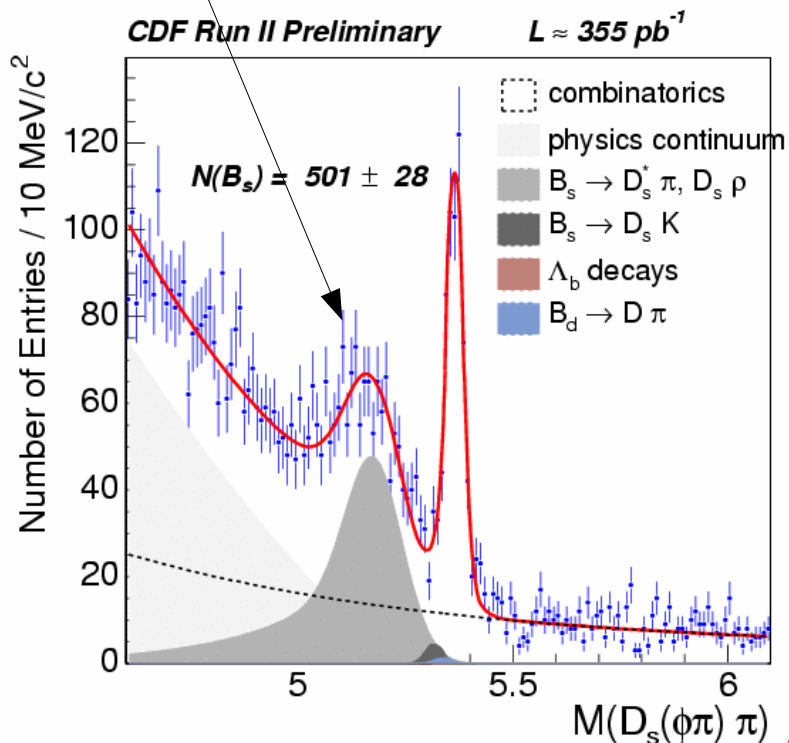 CDF Run II Preliminary L ≈ 355 pb⁻¹
Number of Entries / 10 MeV/c²
120
100
80
60
40
20
0
N(Bₛ) = 501 ± 28
combinatorics
physics continuum
Bₛ → Dₛ* π, Dₛ ρ
Bₛ → Dₛ K
Λb decays
Bd → D π
5 5.5 6
M(Dₛ(ϕπ) π)